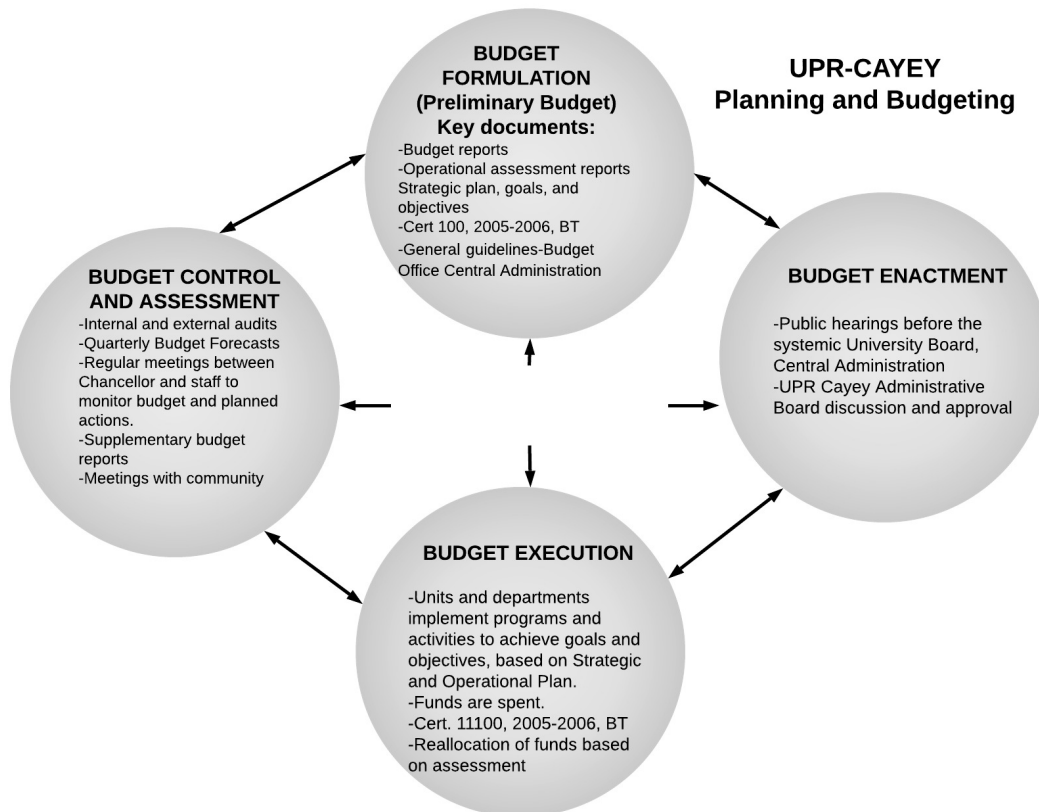 UPR-CAYEY
Planning and Budgeting
BUDGET
FORMULATION
(Preliminary Budget)
Key documents:
-Budget reports
-Operational assessment reports
Strategic plan, goals, and
objectives
-Cert 100, 2005-2006, BT
-General guidelines-Budget
Office Central Administration
BUDGET ENACTMENT
-Public hearings before the
systemic University Board,
Central Administration
-UPR Cayey Administrative
Board discussion and approval
BUDGET EXECUTION
-Units and departments
implement programs and
activities to achieve goals and
objectives, based on Strategic
and Operational Plan.
-Funds are spent.
-Cert. 11100, 2005-2006, BT
-Reallocation of funds based
on assessment
BUDGET CONTROL
AND ASSESSMENT
-Internal and external audits
-Quarterly Budget Forecasts
-Regular meetings between
Chancellor and staff to
monitor budget and planned
actions.
-Supplementary budget
reports
-Meetings with community